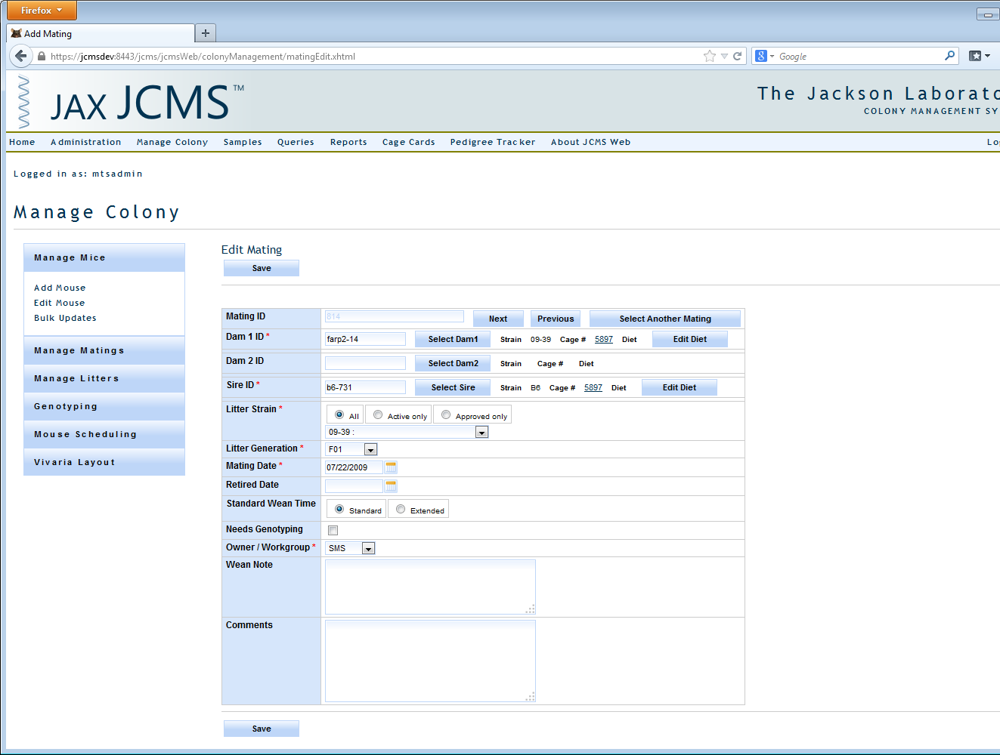 Firefox
Add Mating
https://jcmsdev:8443/jcms/jcmsWeb/colonyManagement/matingEdit.xhtml
8 Google
JAX JCMS™
The Jackson Laborato
COLONY MANAGEMENT SY
Home Administration Manage Colony Samples Queries Reports Cage Cards Pedigree Tracker About JCMS Web Lo
Logged in as: mtsadmin
Manage Colony
Manage Mice
Add Mouse
Edit Mouse
Bulk Updates
Manage Matings
Manage Litters
Genotyping
Mouse Scheduling
Vivaria Layout
Edit Mating
Save
Mating ID 814 Next Previous Select Another Mating
Dam 1 ID * farp2-14 Select Dam1 Strain 09-39 Cage # 5897 Diet Edit Diet
Dam 2 ID Select Dam2 Strain Cage # Diet
Sire ID * b6-731 Select Sire Strain B6 Cage # 5897 Diet Edit Diet
Litter Strain * All Active only Approved only
09-39 :
Litter Generation * F01
Mating Date * 07/22/2009
Retired Date
Standard Wean Time Standard Extended
Needs Genotyping
Owner / Workgroup * SMS
Wean Note
Comments
Save